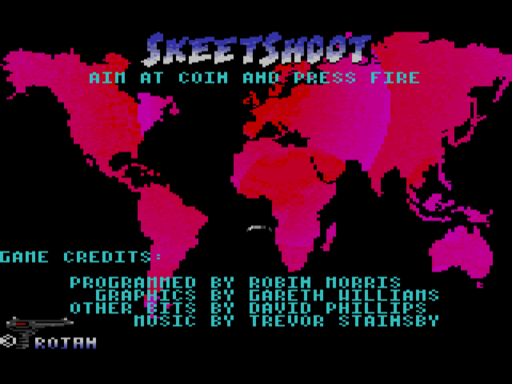 SKEETSHOOT
AIM AT COIN AND PRESS FIRE
GAME CREDITS:
PROGRAMMED BY ROBIN MORRIS
GRAPHICS BY GARETH WILLIAMS
OTHER BITS BY DAVID PHILLIPS
MUSIC BY TREVOR STAINSBY
TROJAN